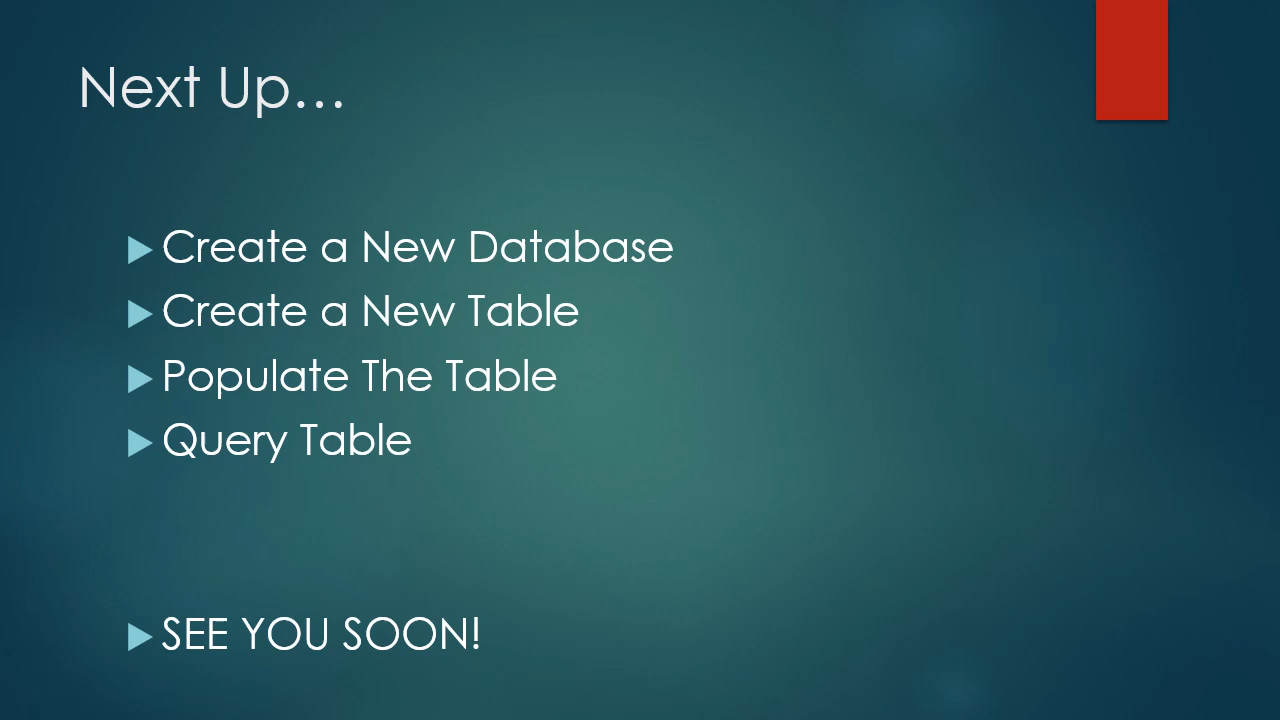 Next Up…
Create a New Database
Create a New Table
Populate The Table
Query Table
SEE YOU SOON!